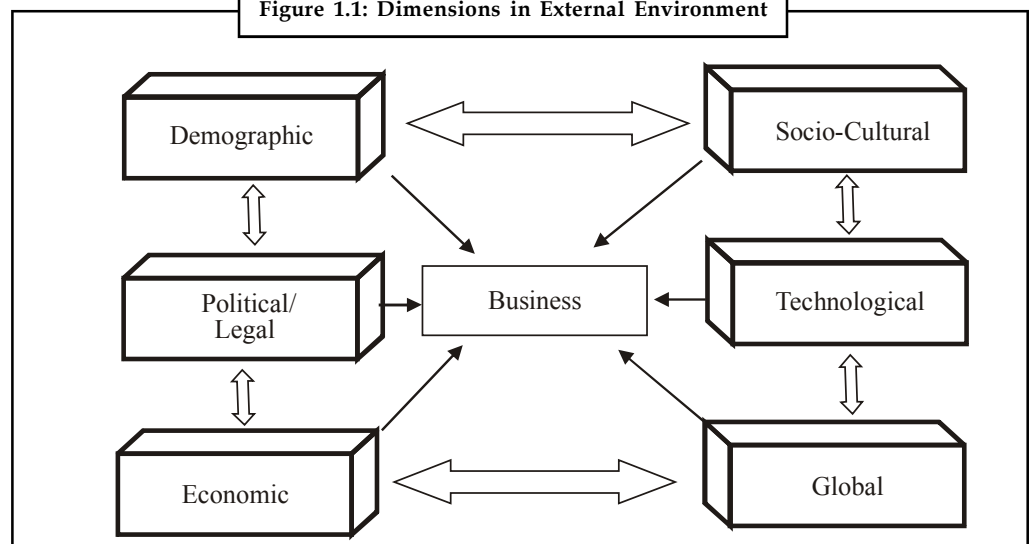 Figure 1.1: Dimensions in External Environment
Demographic
Socio-Cultural
Political/
Legal
Business
Technological
Economic
Global